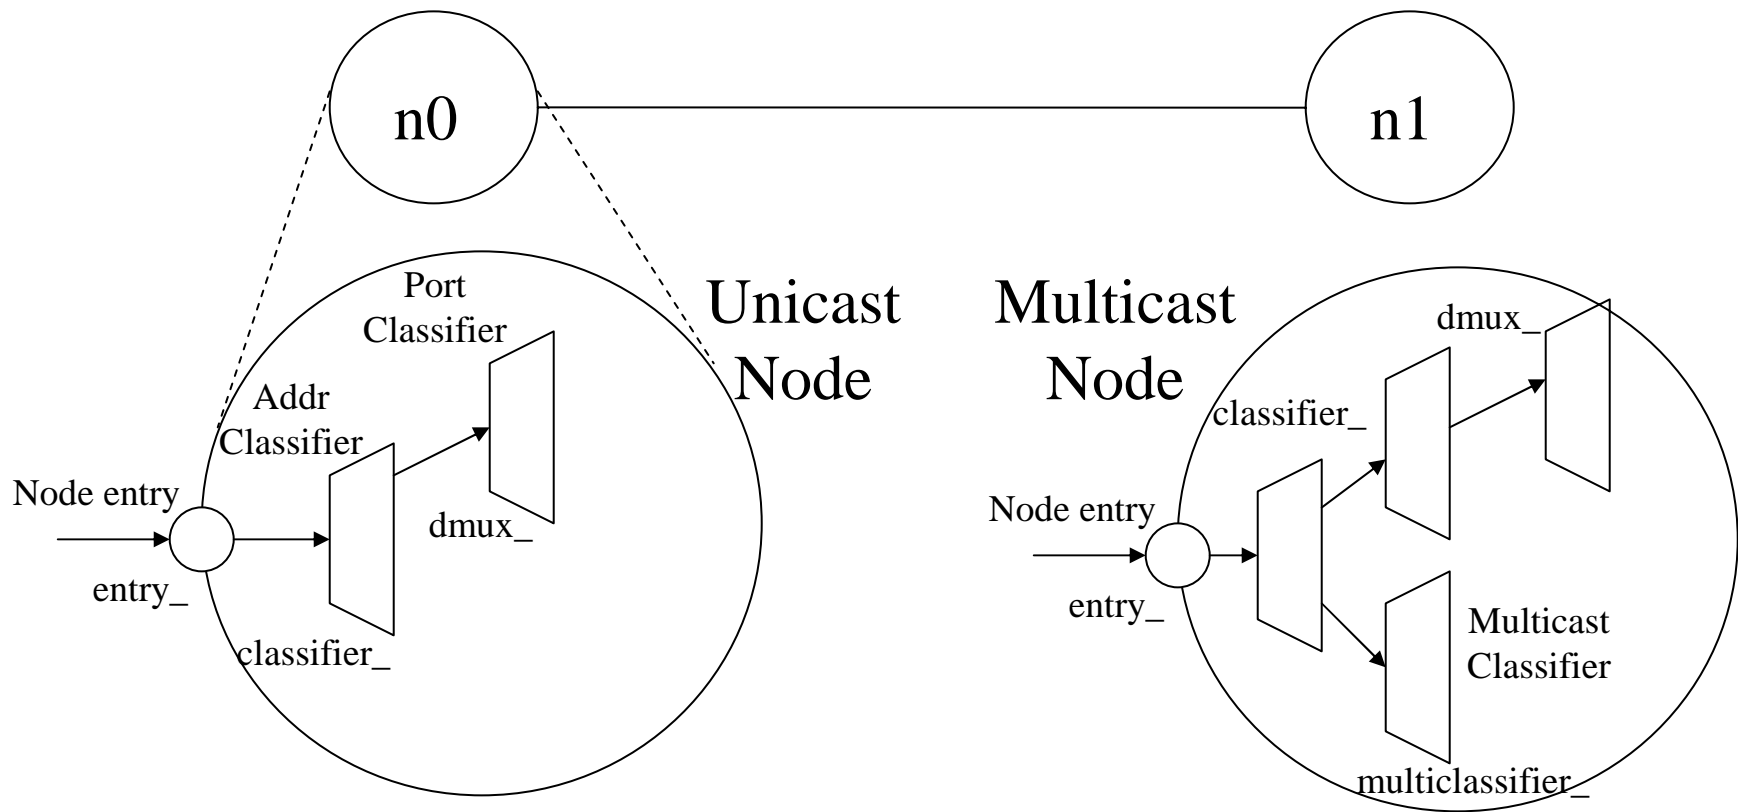 n0
n1
Port
Classifier
Unicast
Node
Multicast
Node
dmux_
Addr
Classifier
classifier_
Node entry
dmux_
Node entry
entry_
entry_
classifier_
Multicast
Classifier
multiclassifier_